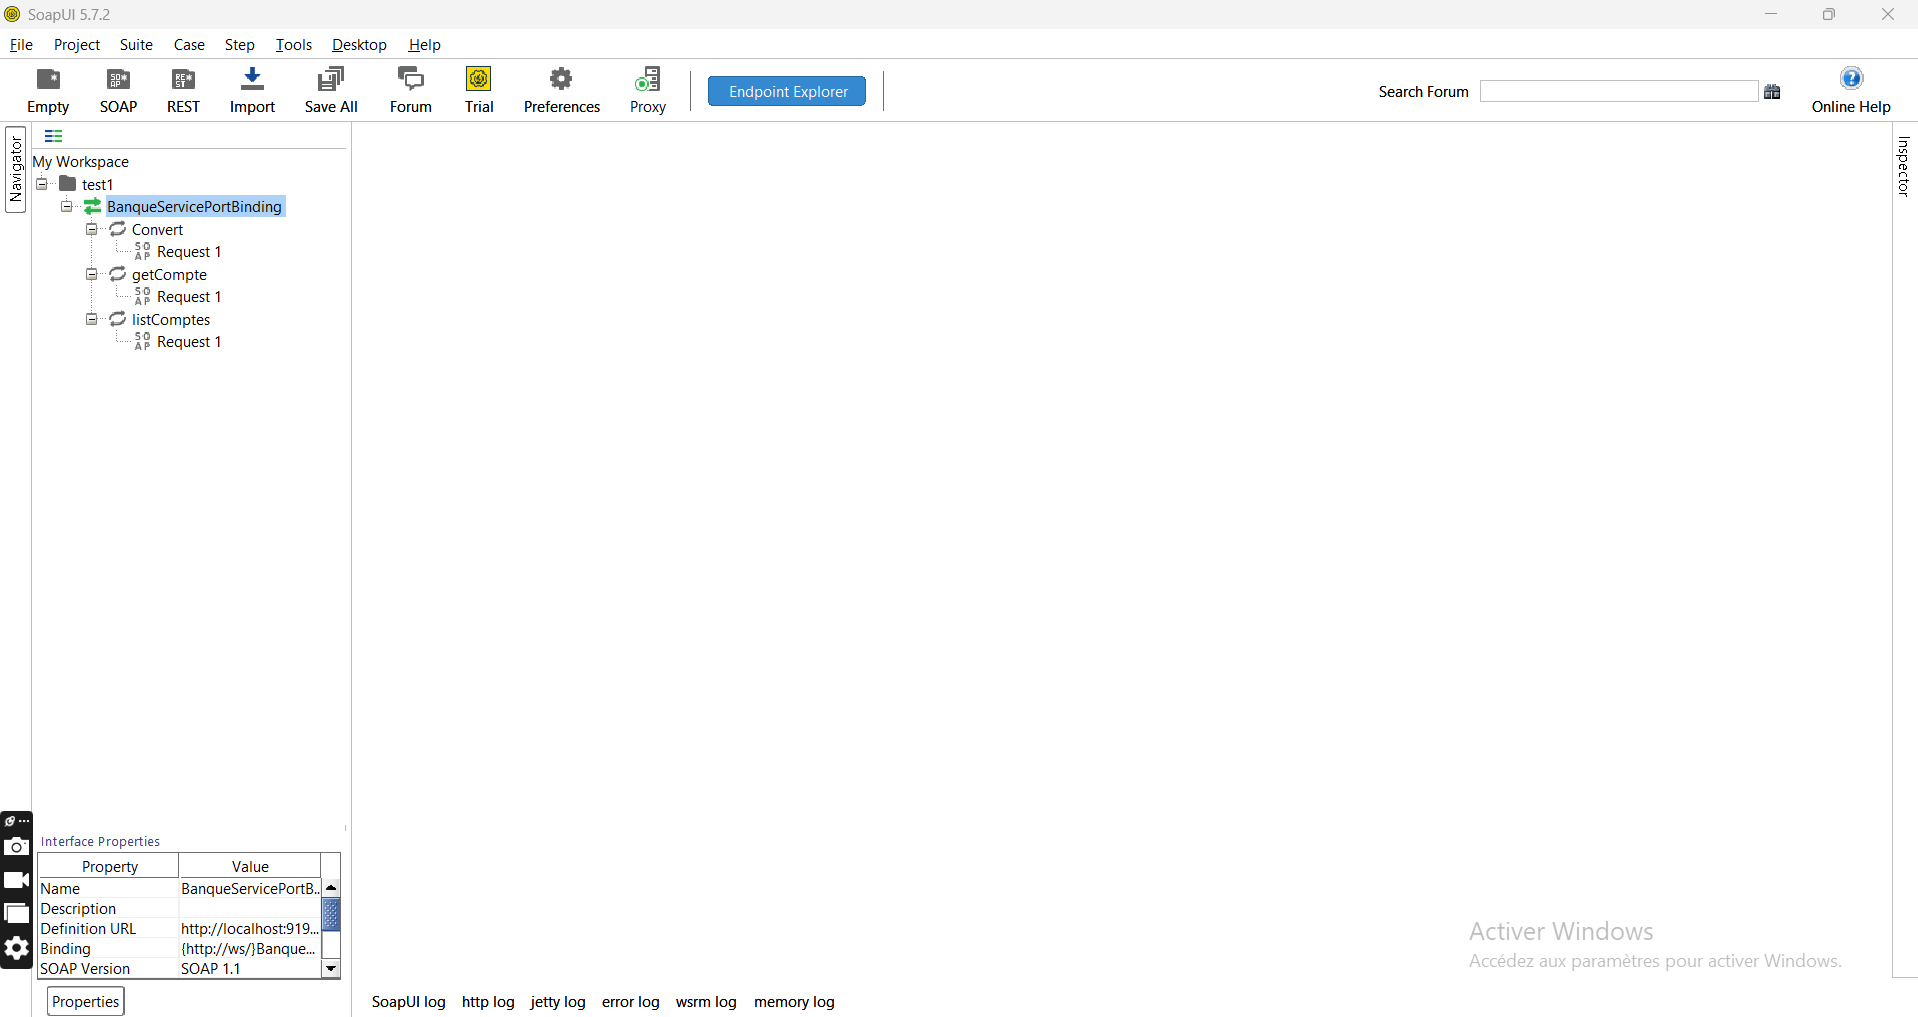 SoapUI 5.7.2
File Project Suite Case Step Tools Desktop Help
Empty SOAP REST Import Save All Forum Trial Preferences Proxy Endpoint Explorer Search Forum Online Help
Navigator
Inspector
My Workspace
test1
BanqueServicePortBinding
Convert
Request 1
getCompte
Request 1
listComptes
Request 1
Interface Properties
Property Value
Name BanqueServicePortB...
Description
Definition URL http://localhost:919...
Binding {http://ws/}Banque...
SOAP Version SOAP 1.1
Properties
SoapUI log http log jetty log error log wsrm log memory log
Activer Windows
Accédez aux paramètres pour activer Windows.